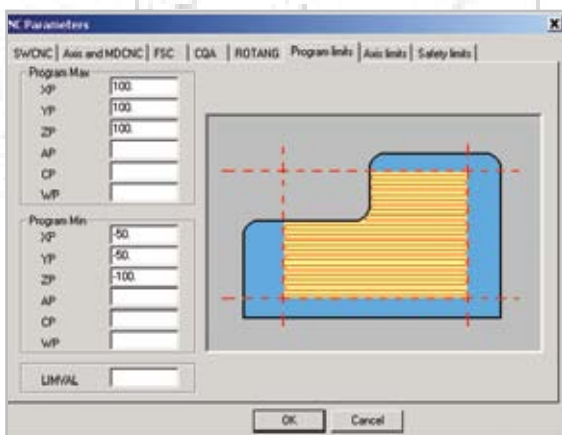 NC Parameters
SWCNC Axis and MDCNC FSC CQA ROTANG Program limits Axis limits Safety limits
Program Max
XP 100.
YP 100.
ZP 100.
AP
CP
WP
Program Min
XP -50.
YP -50.
ZP -100.
AP
CP
WP
LIMVAL
OK Cancel